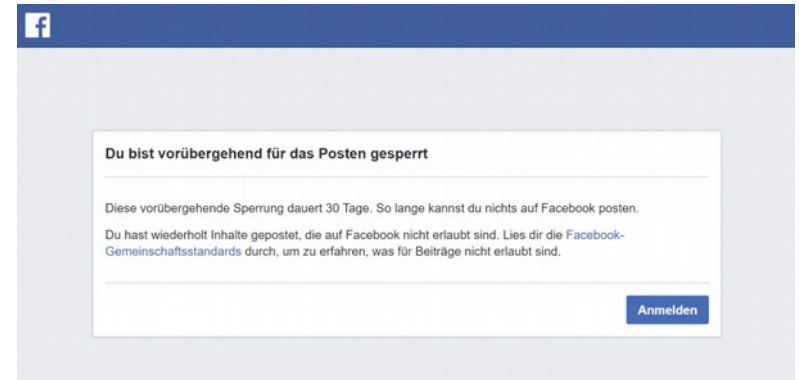 f
Du bist vorübergehend für das Posten gesperrt
Diese vorübergehende Sperrung dauert 30 Tage. So lange kannst du nichts auf Facebook posten.
Du hast wiederholt Inhalte gepostet, die auf Facebook nicht erlaubt sind. Lies dir die Facebook-
Gemeinschaftsstandards durch, um zu erfahren, was für Beiträge nicht erlaubt sind.
Anmelden